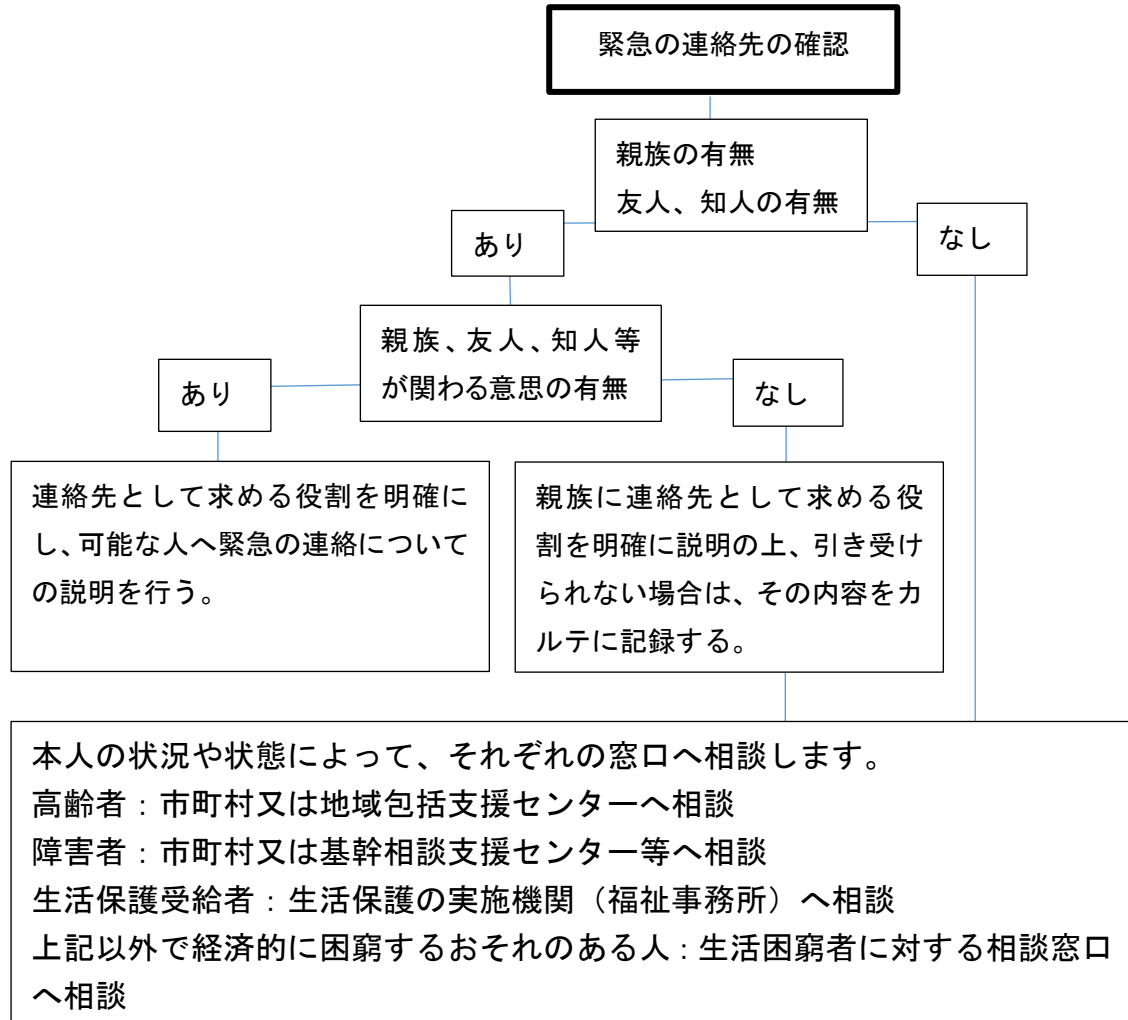 緊急の連絡先の確認
親族の有無
友人、知人の有無
あり
なし
親族、友人、知人等
が関わる意思の有無
あり
なし
連絡先として求める役割を明確に
し、可能な人へ緊急の連絡について
の説明を行う。
親族に連絡先として求める役
割を明確に説明の上、引き受け
られない場合は、その内容をカ
ルテに記録する。
本人の状況や状態によって、それぞれの窓口へ相談します。
高齢者：市町村又は地域包括支援センターへ相談
障害者：市町村又は基幹相談支援センター等へ相談
生活保護受給者：生活保護の実施機関（福祉事務所）へ相談
上記以外で経済的に困窮するおそれのある人：生活困窮者に対する相談窓口
へ相談